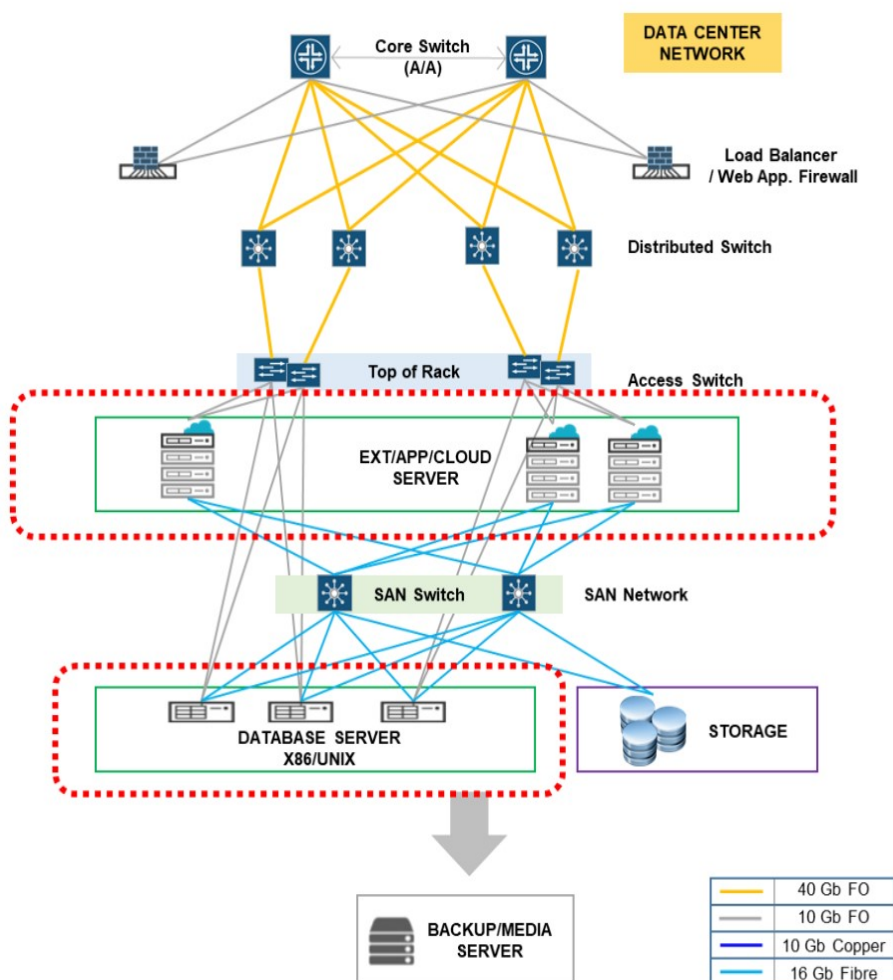 DATA CENTER
NETWORK
Core Switch
(A/A)
Load Balancer
/ Web App. Firewall
Distributed Switch
Top of Rack
Access Switch
EXT/APP/CLOUD
SERVER
SAN Switch
SAN Network
DATABASE SERVER
X86/UNIX
STORAGE
BACKUP/MEDIA
SERVER
40 Gb FO
10 Gb FO
10 Gb Copper
16 Gb Fibre